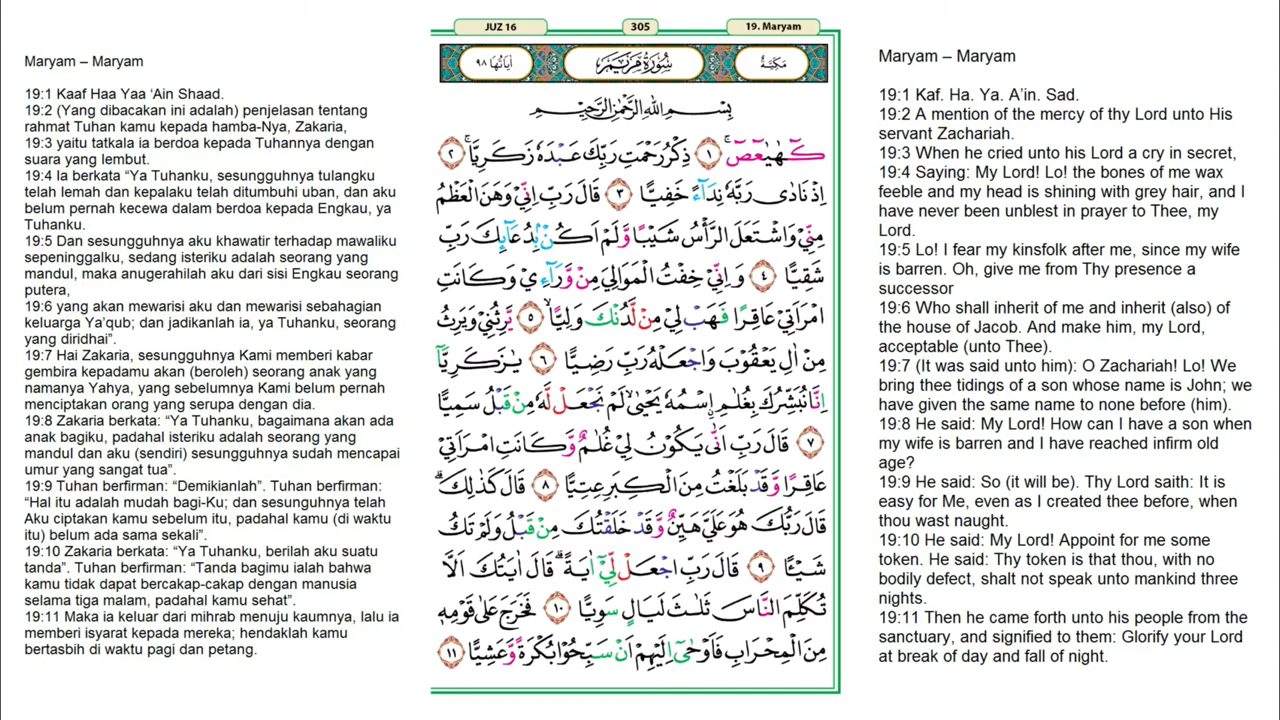 Maryam – Maryam
19:1 Kaaf Haa Yaa ‘Ain Shaad.
19:2 (Yang dibacakan ini adalah) penjelasan tentang
rahmat Tuhan kamu kepada hamba-Nya, Zakaria,
19:3 yaitu tatkala ia berdoa kepada Tuhannya dengan
suara yang lembut.
19:4 Ia berkata “Ya Tuhanku, sesungguhnya tulangku
telah lemah dan kepalaku telah ditumbuhi uban, dan aku
belum pernah kecewa dalam berdoa kepada Engkau, ya
Tuhanku.
19:5 Dan sesungguhnya aku khawatir terhadap mawaliku
sepeninggalku, sedang isteriku adalah seorang yang
mandul, maka anugerahilah aku dari sisi Engkau seorang
putera,
19:6 yang akan mewarisi aku dan mewarisi sebahagian
keluarga Ya’qub; dan jadikanlah ia, ya Tuhanku, seorang
yang diridhai”.
19:7 Hai Zakaria, sesungguhnya Kami memberi kabar
gembira kepadamu akan (beroleh) seorang anak yang
namanya Yahya, yang sebelumnya Kami belum pernah
menciptakan orang yang serupa dengan dia.
19:8 Zakaria berkata: “Ya Tuhanku, bagaimana akan ada
anak bagiku, padahal isteriku adalah seorang yang
mandul dan aku (sendiri) sesungguhnya sudah mencapai
umur yang sangat tua”.
19:9 Tuhan berfirman: “Demikianlah”. Tuhan berfirman:
“Hal itu adalah mudah bagi-Ku; dan sesunguhnya telah
Aku ciptakan kamu sebelum itu, padahal kamu (di waktu
itu) belum ada sama sekali”.
19:10 Zakaria berkata: “Ya Tuhanku, berilah aku suatu
tanda”. Tuhan berfirman: “Tanda bagimu ialah bahwa
kamu tidak dapat bercakap-cakap dengan manusia
selama tiga malam, padahal kamu sehat”.
19:11 Maka ia keluar dari mihrab menuju kaumnya, lalu ia
memberi isyarat kepada mereka; hendaklah kamu
bertasbih di waktu pagi dan petang.
JUZ 16
305
19. Maryam
مَكِّيَّةٌ
سُوْرَةُ مَرْيَمَ
اٰيَاتُهَا ٩٨
بِسْمِ اللّٰهِ الرَّحْمٰنِ الرَّحِيْمِ
كۤهٰيٰعۤصۤ ۚ ١ ذِكْرُ رَحْمَتِ رَبِّكَ عَبْدَهٗ زَكَرِيَّا ۚ ٢
اِذْ نَادٰى رَبَّهٗ نِدَاۤءً خَفِيًّا ٣ قَالَ رَبِّ اِنِّيْ وَهَنَ الْعَظْمُ
مِنِّيْ وَاشْتَعَلَ الرَّأْسُ شَيْبًا وَّلَمْ اَكُنْۢ بِدُعَاۤىِٕكَ رَبِّ
شَقِيًّا ٤ وَاِنِّيْ خِفْتُ الْمَوَالِيَ مِنْ وَّرَاۤءِيْ وَكَانَتِ
امْرَاَتِيْ عَاقِرًا فَهَبْ لِيْ مِنْ لَّدُنْكَ وَلِيًّا ۙ ٥ يَّرِثُنِيْ وَيَرِثُ
مِنْ اٰلِ يَعْقُوْبَ وَاجْعَلْهُ رَبِّ رَضِيًّا ٦ يٰزَكَرِيَّآ
اِنَّا نُبَشِّرُكَ بِغُلٰمِ ࣙاسْمُهٗ يَحْيٰىۙ لَمْ نَجْعَلْ لَّهٗ مِنْ قَبْلُ سَمِيًّا
٧ قَالَ رَبِّ اَنّٰى يَكُوْنُ لِيْ غُلٰمٌ وَّكَانَتِ امْرَاَتِيْ
عَاقِرًا وَّقَدْ بَلَغْتُ مِنَ الْكِبَرِ عِتِيًّا ٨ قَالَ كَذٰلِكَۗ
قَالَ رَبُّكَ هُوَ عَلَيَّ هَيِّنٌ وَّقَدْ خَلَقْتُكَ مِنْ قَبْلُ وَلَمْ تَكُ
شَيْـًٔا ٩ قَالَ رَبِّ اجْعَلْ لِّيْٓ اٰيَةً ۗ قَالَ اٰيَتُكَ اَلَّا
تُكَلِّمَ النَّاسَ ثَلٰثَ لَيَالٍ سَوِيًّا ١٠ فَخَرَجَ عَلٰى قَوْمِهٖ
مِنَ الْمِحْرَابِ فَاَوْحٰٓى اِلَيْهِمْ اَنْ سَبِّحُوْا بُكْرَةً وَّعَشِيًّا ١١
Maryam – Maryam
19:1 Kaf. Ha. Ya. A’in. Sad.
19:2 A mention of the mercy of thy Lord unto His
servant Zachariah.
19:3 When he cried unto his Lord a cry in secret,
19:4 Saying: My Lord! Lo! the bones of me wax
feeble and my head is shining with grey hair, and I
have never been unblest in prayer to Thee, my
Lord.
19:5 Lo! I fear my kinsfolk after me, since my wife
is barren. Oh, give me from Thy presence a
successor
19:6 Who shall inherit of me and inherit (also) of
the house of Jacob. And make him, my Lord,
acceptable (unto Thee).
19:7 (It was said unto him): O Zachariah! Lo! We
bring thee tidings of a son whose name is John; we
have given the same name to none before (him).
19:8 He said: My Lord! How can I have a son when
my wife is barren and I have reached infirm old
age?
19:9 He said: So (it will be). Thy Lord saith: It is
easy for Me, even as I created thee before, when
thou wast naught.
19:10 He said: My Lord! Appoint for me some
token. He said: Thy token is that thou, with no
bodily defect, shalt not speak unto mankind three
nights.
19:11 Then he came forth unto his people from the
sanctuary, and signified to them: Glorify your Lord
at break of day and fall of night.